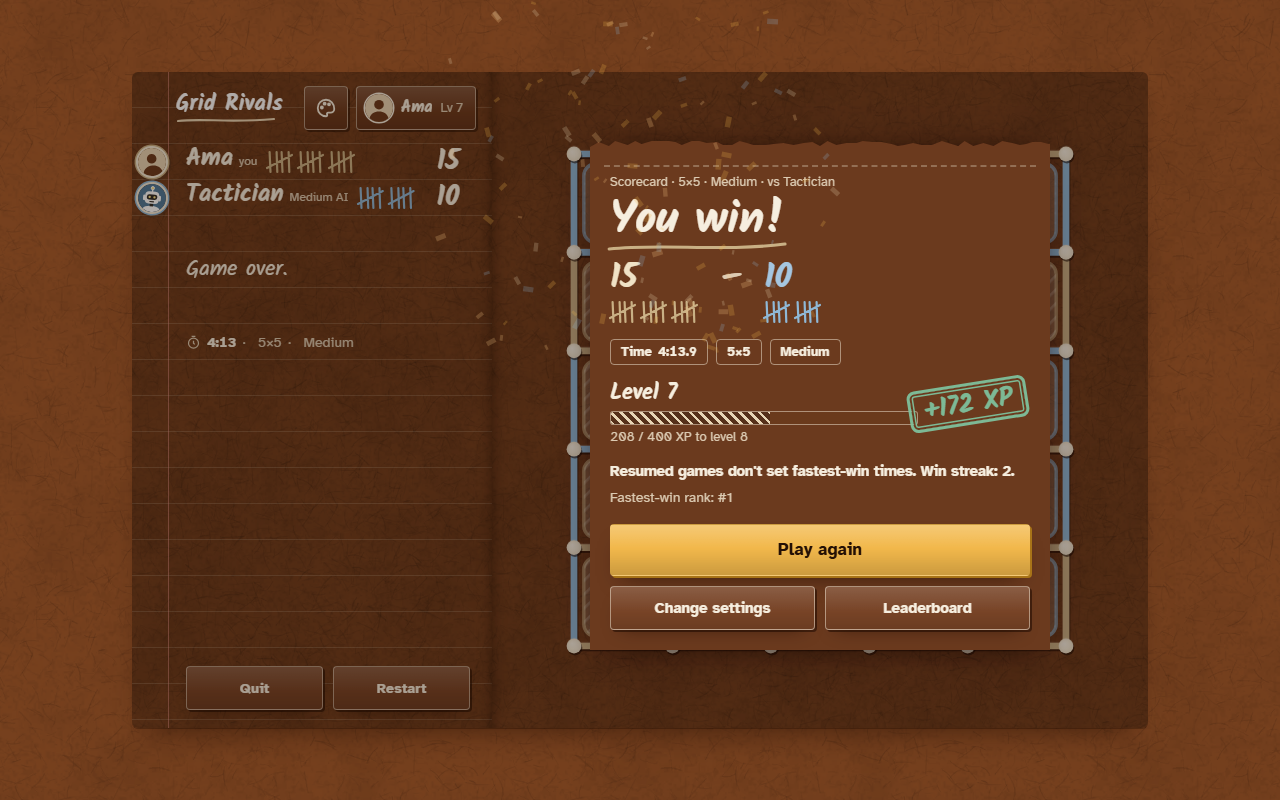 Grid Rivals
Ama Lv 7
Ama you 15
Tactician Medium AI 10
Game over.
4:13 · 5×5 · Medium
Quit
Restart
Scorecard · 5×5 · Medium · vs Tactician
You win!
15 – 10
Time 4:13.9
5×5
Medium
Level 7
+172 XP
208 / 400 XP to level 8
Resumed games don't set fastest-win times. Win streak: 2.
Fastest-win rank: #1
Play again
Change settings
Leaderboard